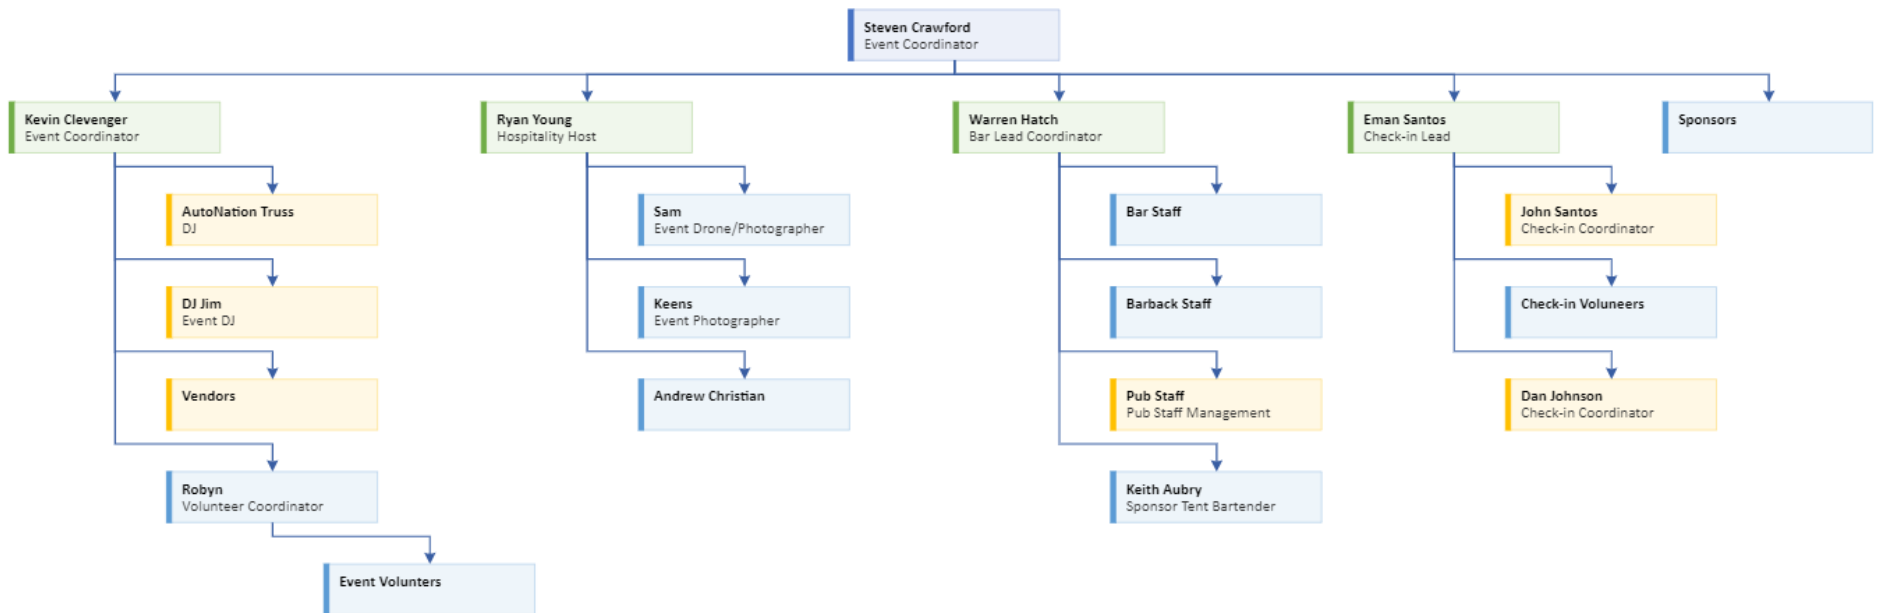 Steven Crawford
Event Coordinator
Kevin Clevenger
Event Coordinator
Ryan Young
Hospitality Host
Warren Hatch
Bar Lead Coordinator
Eman Santos
Check-in Lead
Sponsors
AutoNation Truss
DJ
Sam
Event Drone/Photographer
Bar Staff
John Santos
Check-in Coordinator
DJ Jim
Event DJ
Keens
Event Photographer
Barback Staff
Check-in Voluneers
Vendors
Andrew Christian
Pub Staff
Pub Staff Management
Dan Johnson
Check-in Coordinator
Robyn
Volunteer Coordinator
Keith Aubry
Sponsor Tent Bartender
Event Volunters